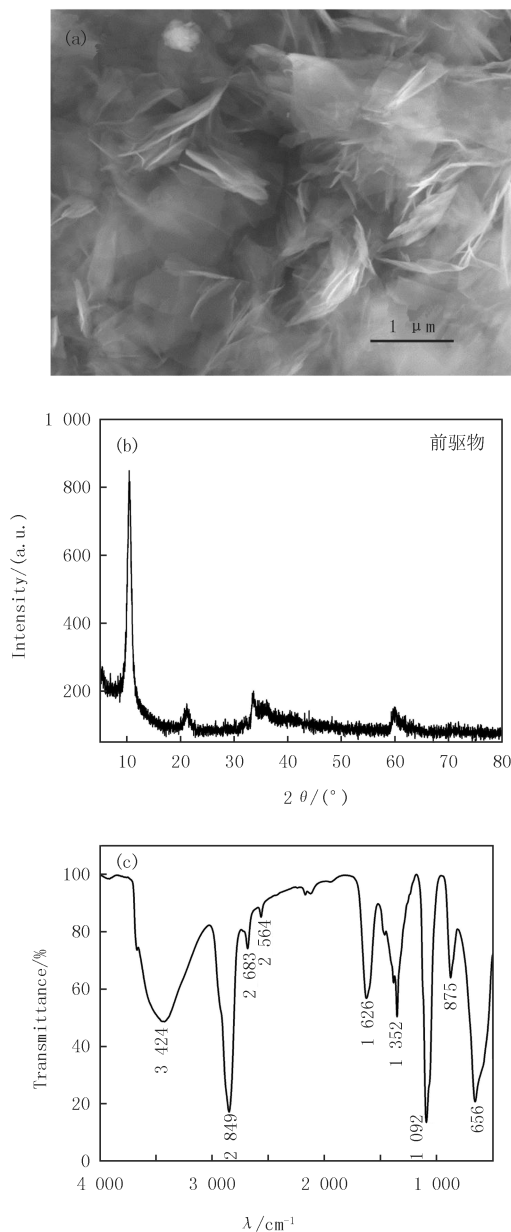 (a)
1 μm
1 000
(b)
前驱物
800
600
400
200
Intensity/(a.u.)
10 20 30 40 50 60 70 80
2 θ/(°)
(c)
100
80
60
40
20
0
Transmittance/%
3 424
2 849
2 683
2 564
1 626
1 352
1 092
875
656
4 000 3 000 2 000 1 000
λ/cm⁻¹